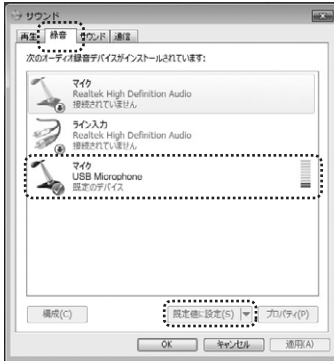 サウンド
再生 録音 サウンド 通信
次のオーディオ録音デバイスがインストールされています:
マイク
Realtek High Definition Audio
接続されていません
ライン入力
Realtek High Definition Audio
接続されていません
マイク
USB Microphone
既定のデバイス
構成(C) 既定値に設定(S) プロパティ(P)
OK キャンセル 適用(A)